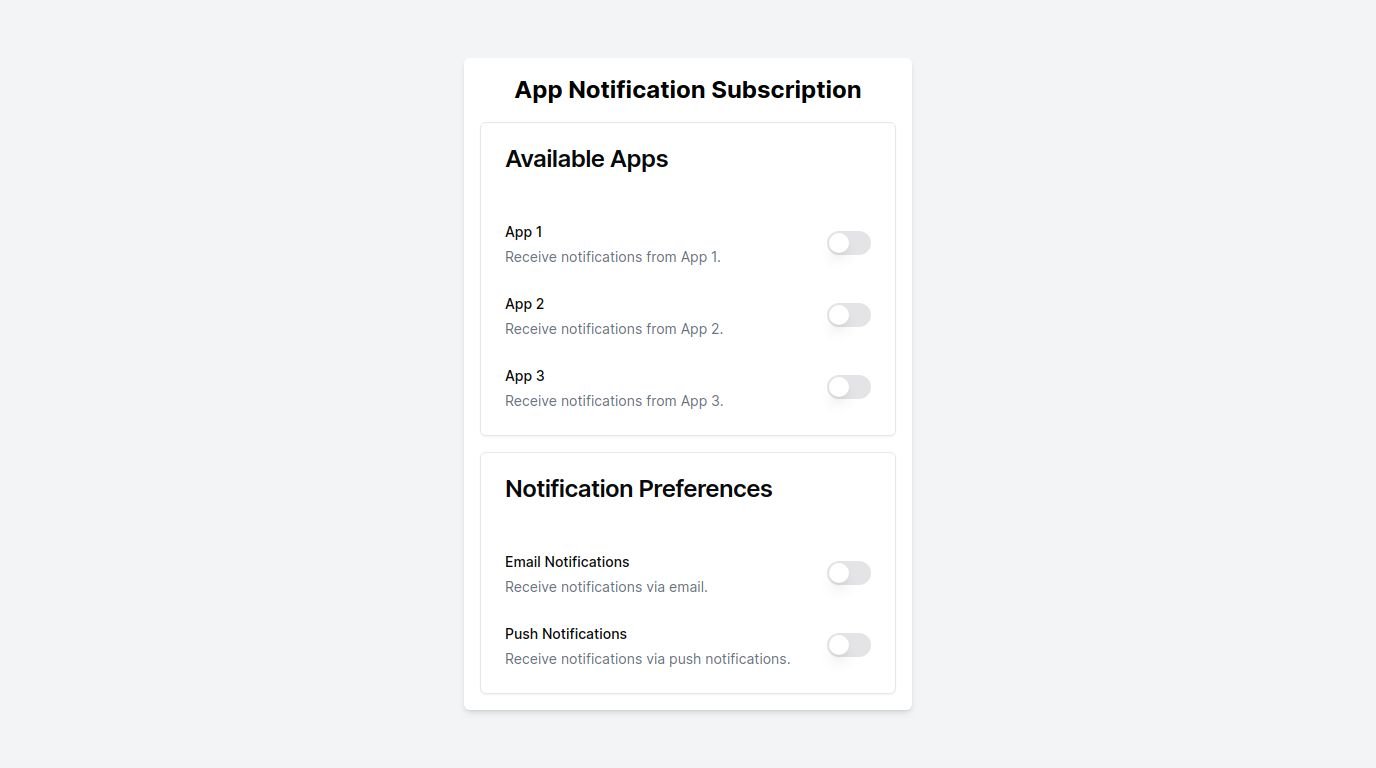 App Notification Subscription
Available Apps
App 1
Receive notifications from App 1.
App 2
Receive notifications from App 2.
App 3
Receive notifications from App 3.
Notification Preferences
Email Notifications
Receive notifications via email.
Push Notifications
Receive notifications via push notifications.